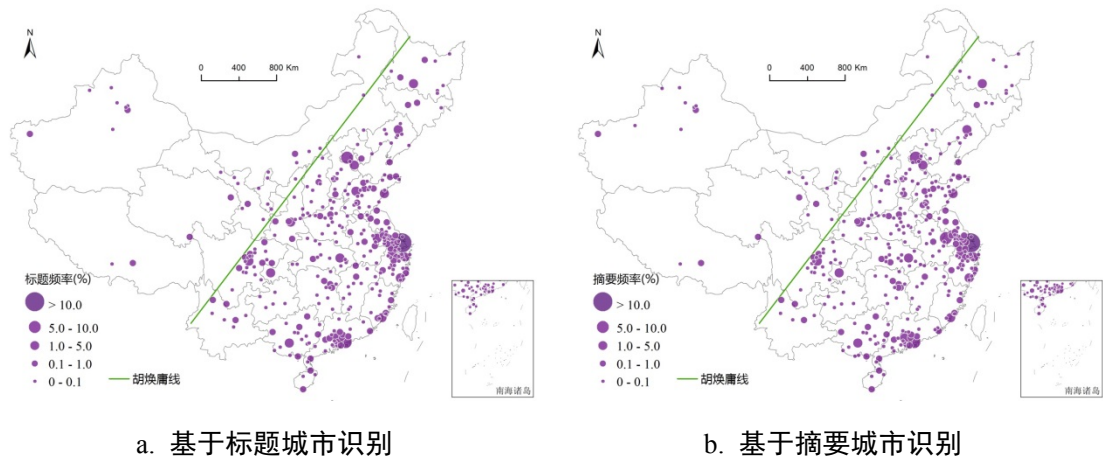 N
0 400 800 Km
标题频率(%)
> 10.0
5.0 - 10.0
1.0 - 5.0
0.1 - 1.0
0 - 0.1
胡焕庸线
南海诸岛
a. 基于标题城市识别
N
0 400 800 Km
摘要频率(%)
> 10.0
5.0 - 10.0
1.0 - 5.0
0.1 - 1.0
0 - 0.1
胡焕庸线
南海诸岛
b. 基于摘要城市识别